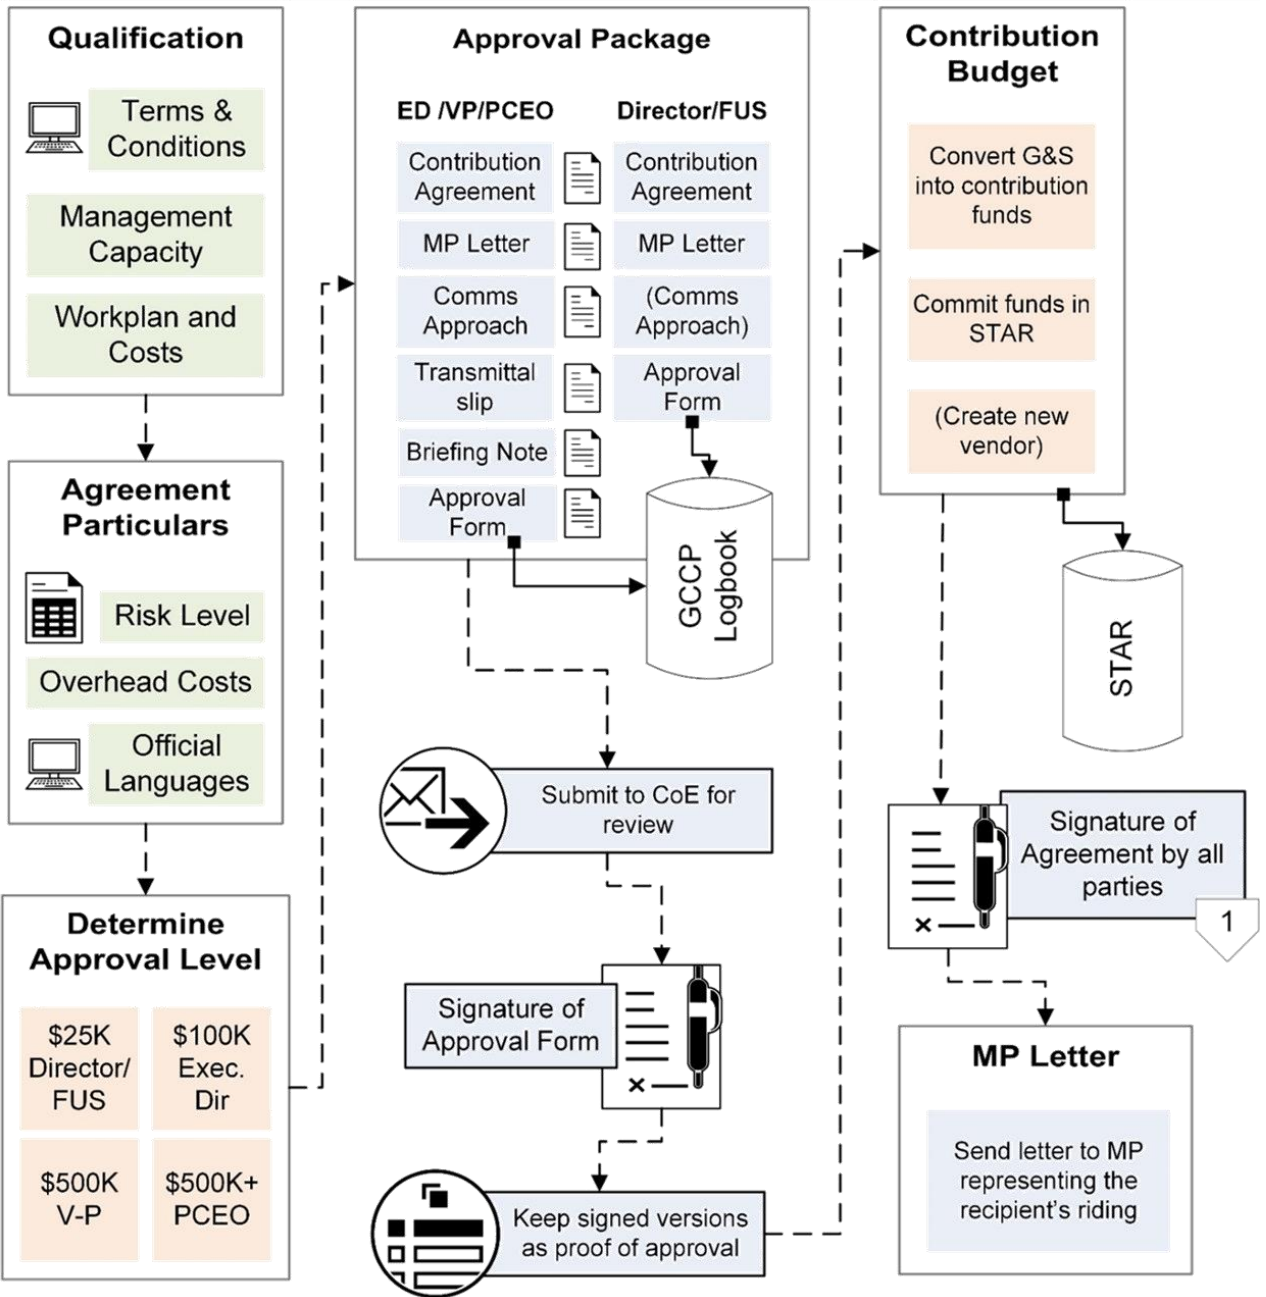 Qualification
Terms &
Conditions
Management
Capacity
Workplan and
Costs
Agreement
Particulars
Risk Level
Overhead Costs
Official
Languages
Determine
Approval Level
$25K
Director/
FUS
$100K
Exec.
Dir
$500K
V-P
$500K+
PCEO
Approval Package
ED /VP/PCEO
Contribution
Agreement
MP Letter
Comms
Approach
Transmittal
slip
Briefing Note
Approval
Form
Director/FUS
Contribution
Agreement
MP Letter
(Comms
Approach)
Approval
Form
GCCP
Logbook
Submit to CoE for
review
Signature of
Approval Form
Keep signed versions
as proof of approval
Contribution
Budget
Convert G&S
into contribution
funds
Commit funds in
STAR
(Create new
vendor)
STAR
Signature of
Agreement by all
parties
1
MP Letter
Send letter to MP
representing the
recipient's riding